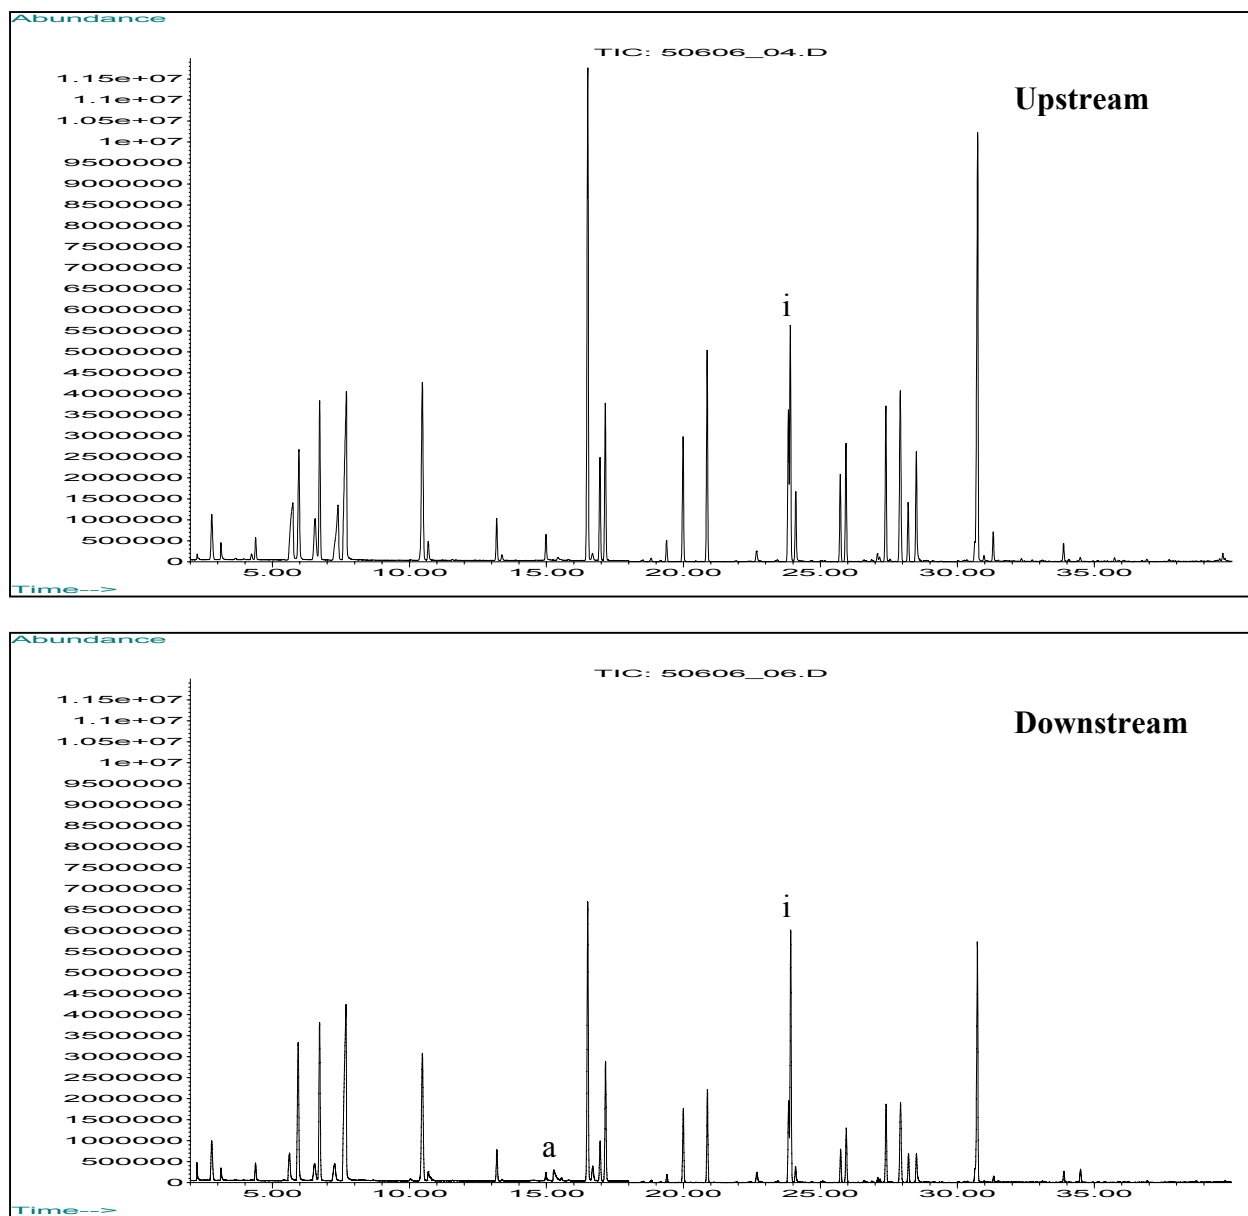 Abundance
TIC: 50606_04.D
Upstream
1.15e+07
1.1e+07
1.05e+07
1e+07
9500000
9000000
8500000
8000000
7500000
7000000
6500000
6000000
5500000
5000000
4500000
4000000
3500000
3000000
2500000
2000000
1500000
1000000
500000
0
i
5.00 10.00 15.00 20.00 25.00 30.00 35.00
Time-->
Abundance
TIC: 50606_06.D
Downstream
1.15e+07
1.1e+07
1.05e+07
1e+07
9500000
9000000
8500000
8000000
7500000
7000000
6500000
6000000
5500000
5000000
4500000
4000000
3500000
3000000
2500000
2000000
1500000
1000000
500000
0
i
a
5.00 10.00 15.00 20.00 25.00 30.00 35.00
Time-->